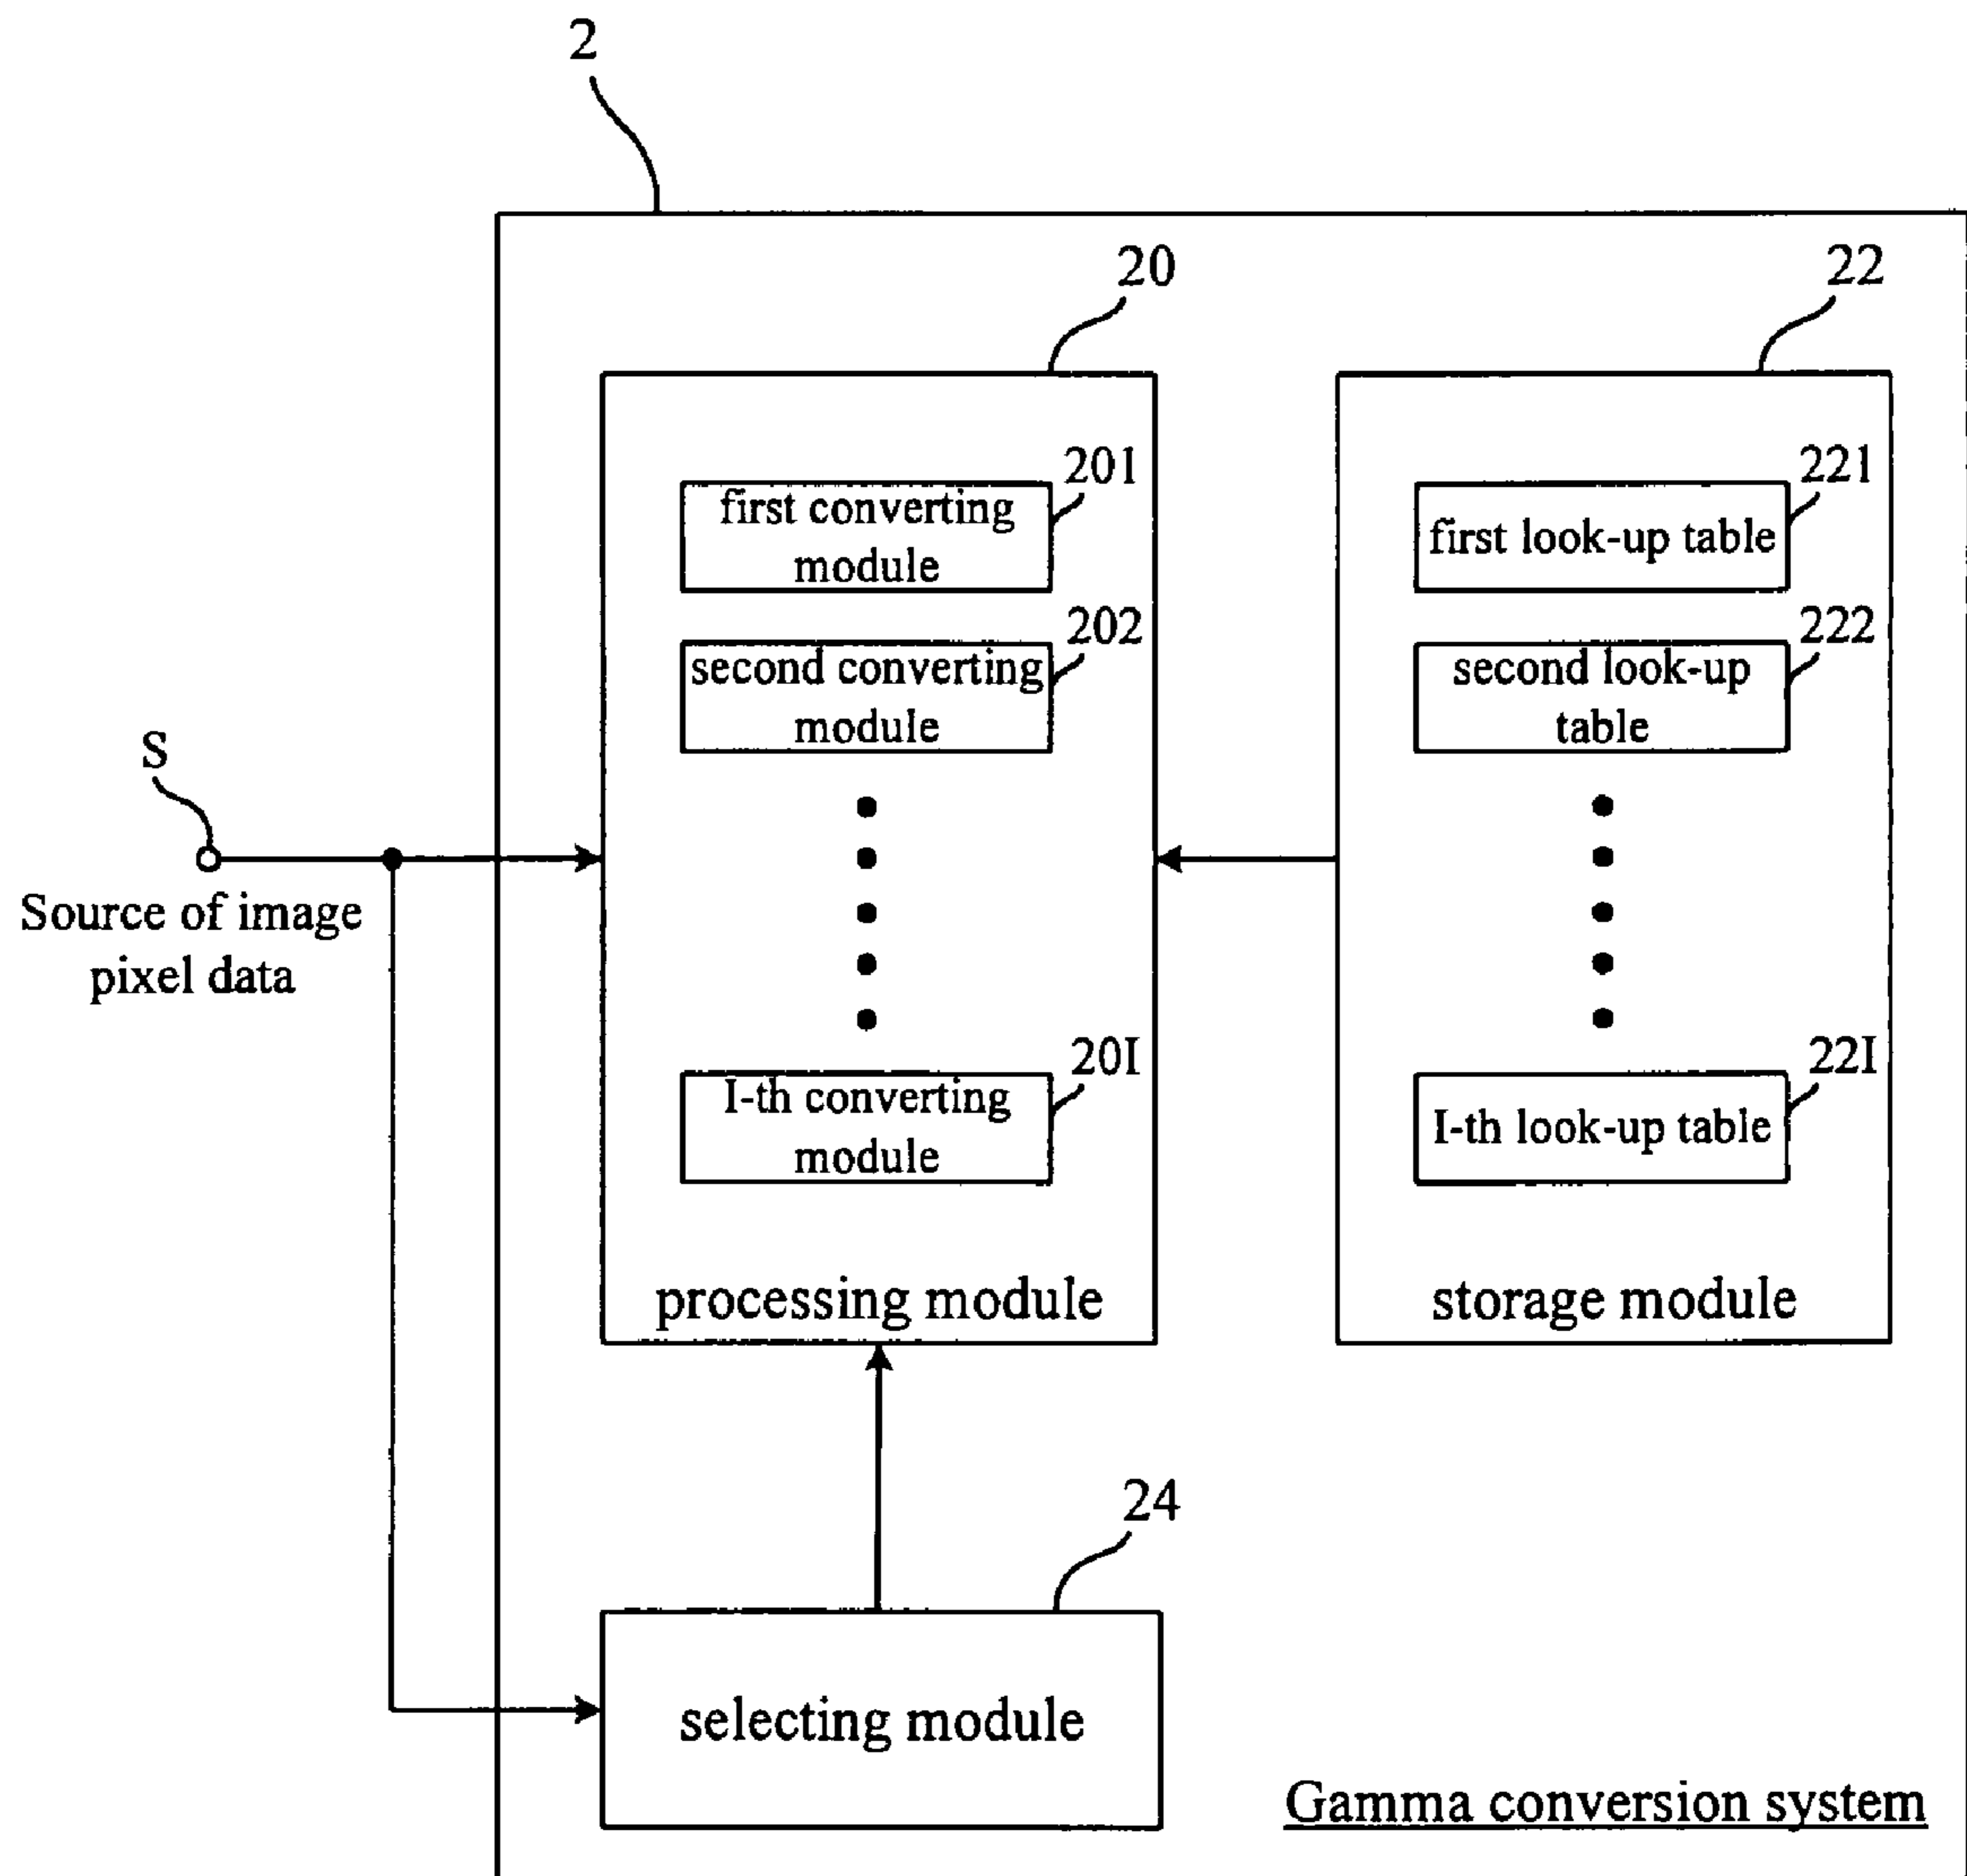 2
20
22
201
first converting
module
221
first look-up table
202
second converting
module
222
second look-up
table
S
Source of image
pixel data
20I
I-th converting
module
22I
I-th look-up table
processing module
storage module
24
selecting module
Gamma conversion system